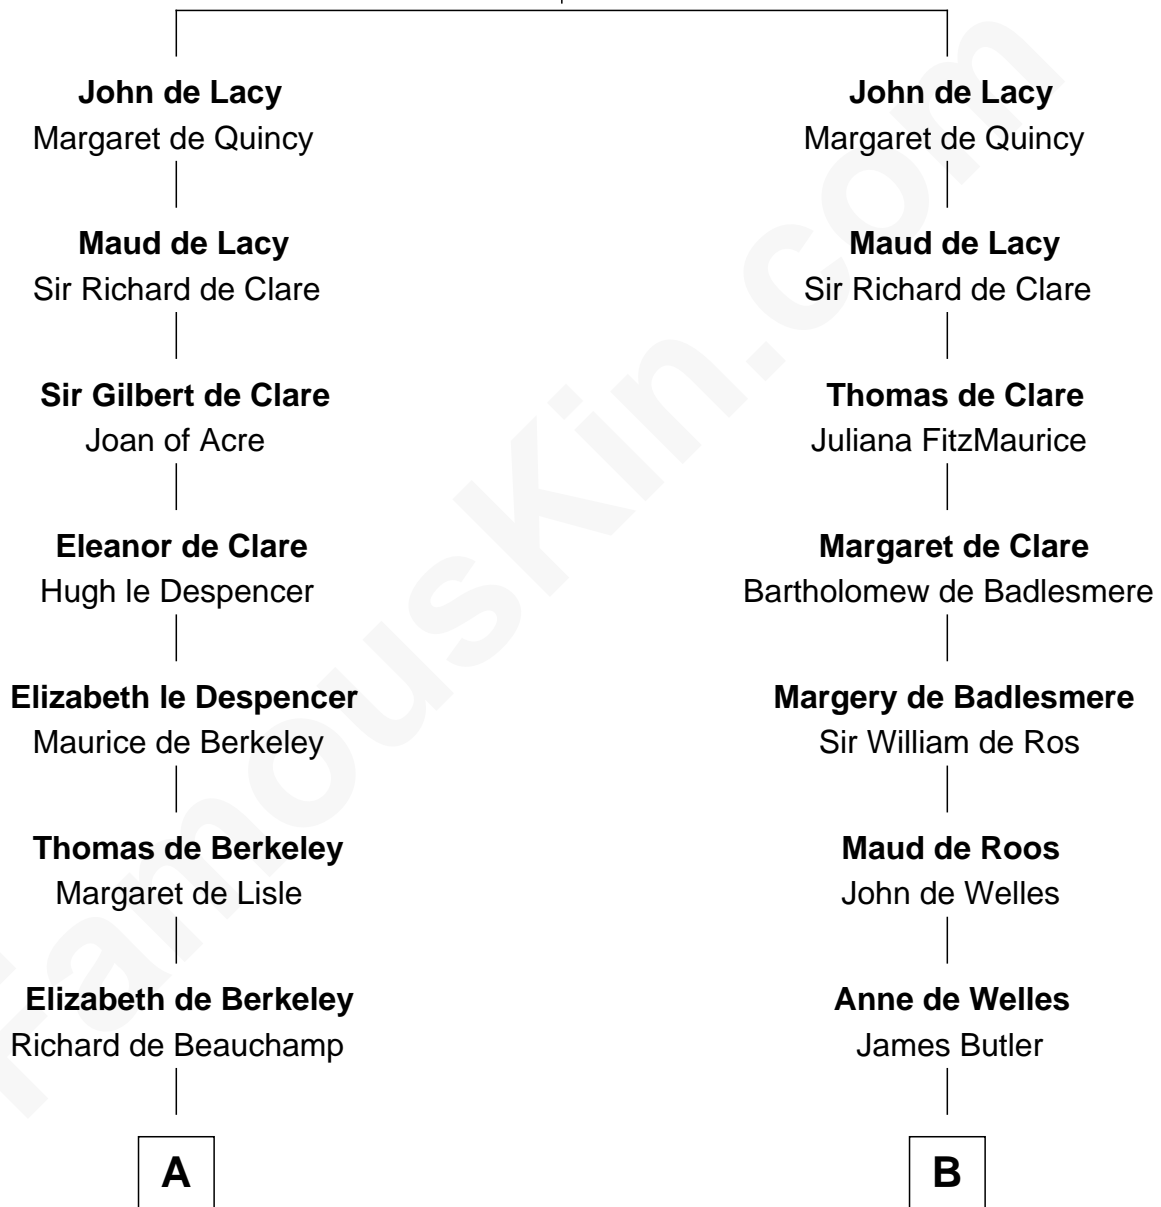 John de Lacy
Margaret de Quincy
Maud de Lacy
Sir Richard de Clare
Sir Gilbert de Clare
Joan of Acre
Eleanor de Clare
Hugh le Despencer
Elizabeth le Despencer
Maurice de Berkeley
Thomas de Berkeley
Margaret de Lisle
Elizabeth de Berkeley
Richard de Beauchamp
A
John de Lacy
Margaret de Quincy
Maud de Lacy
Sir Richard de Clare
Thomas de Clare
Juliana FitzMaurice
Margaret de Clare
Bartholomew de Badlesmere
Margery de Badlesmere
Sir William de Ros
Maud de Roos
John de Welles
Anne de Welles
James Butler
B
FamousKin.com